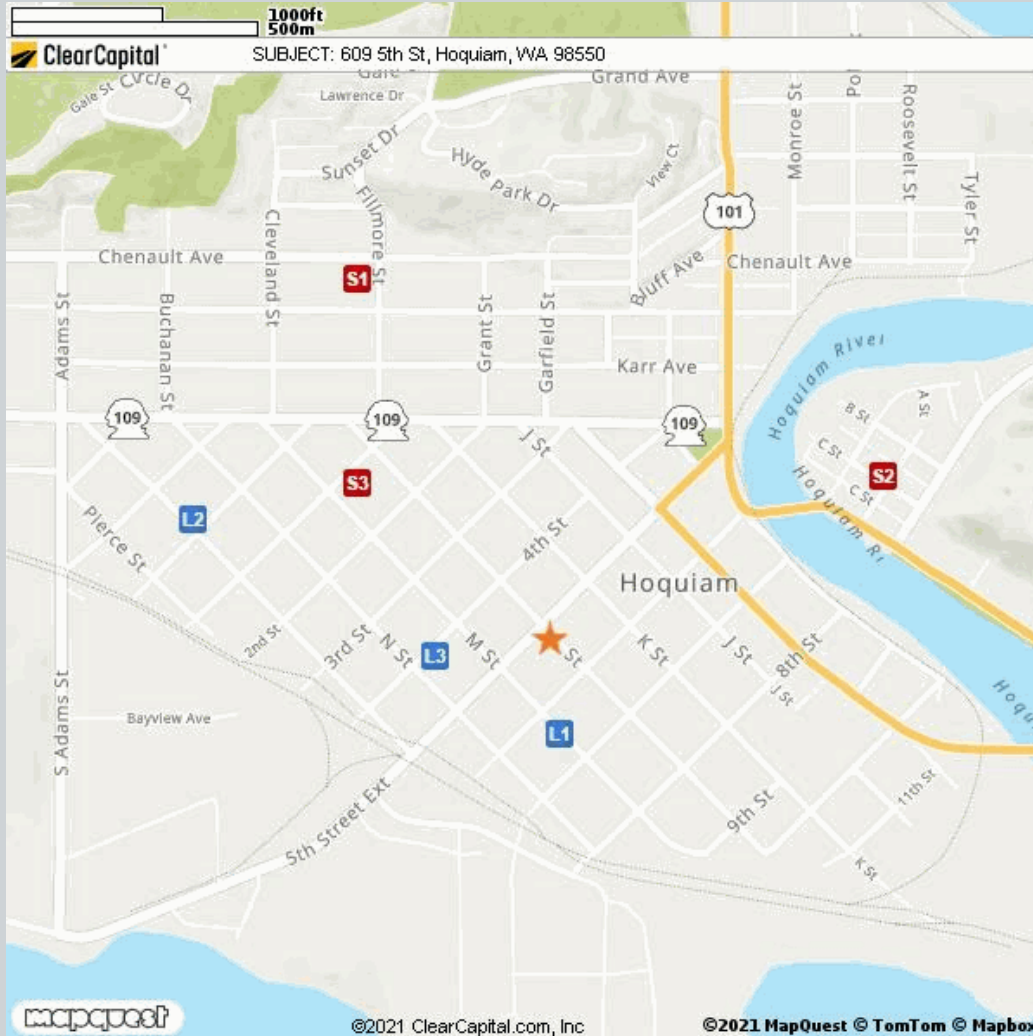 1000ft
500m
ClearCapital
SUBJECT: 609 5th St, Hoquiam, WA 98550
Gale St
Circle Dr
Lawrence Dr
Grand Ave
Sunset Dr
Hyde Park Dr
View Ct
Monroe St
Roosevelt St
Tyler St
101
Fillmore St
Cleveland St
Chenault Ave
S1
Bluff Ave
Chenault Ave
Adams St
Buchanan St
Grant St
Garfield St
Karr Ave
Hoquiam River
109
109
109
J St
A St
B St
C St
C St
S2
S3
L2
Pierce St
4th St
Hoquiam Ri
Hoquiam
2nd St
3rd St
N St
L3
M St
St
K St
J St
8th St
J St
S Adams St
Bayview Ave
L1
5th Street Ext
9th St
11th St
K St
mapquest
©2021 ClearCapital.com, Inc
©2021 MapQuest © TomTom © Mapbox